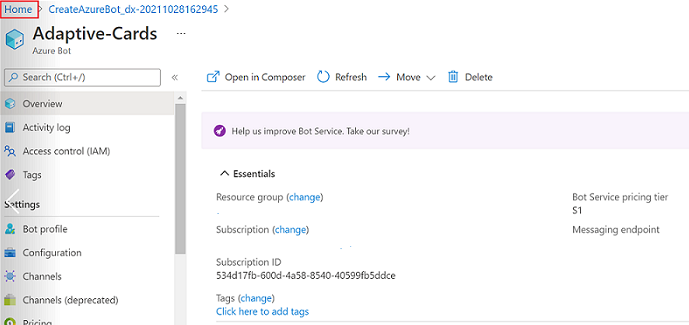 Home > CreateAzureBot_dx-20211028162945 >
Adaptive-Cards ...
Azure Bot
Search (Ctrl+/) «
Open in Composer Refresh Move Delete
Overview
Activity log
Access control (IAM)
Tags
Settings
Bot profile
Configuration
Channels
Channels (deprecated)
Pricing
Help us improve Bot Service. Take our survey!
Essentials
Resource group (change)
Subscription (change)
Subscription ID
534d17fb-600d-4a58-8540-40599fb5ddce
Tags (change)
Click here to add tags
Bot Service pricing tier
S1
Messaging endpoint